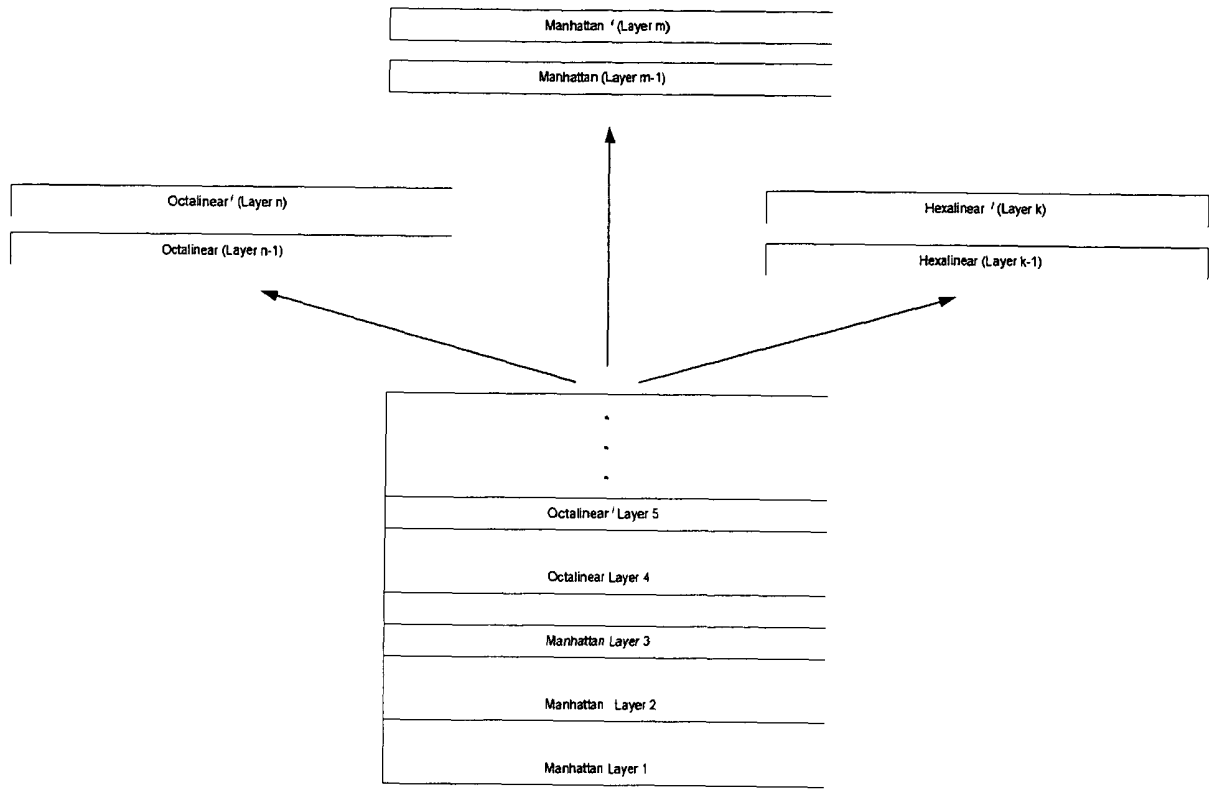 Manhattan ′ (Layer m)
Manhattan (Layer m-1)
Octalinear′ (Layer n)
Octalinear (Layer n-1)
Hexalinear ′ (Layer k)
Hexalinear (Layer k-1)
Octalinear′ Layer 5
Octalinear Layer 4
Manhattan Layer 3
Manhattan Layer 2
Manhattan Layer 1